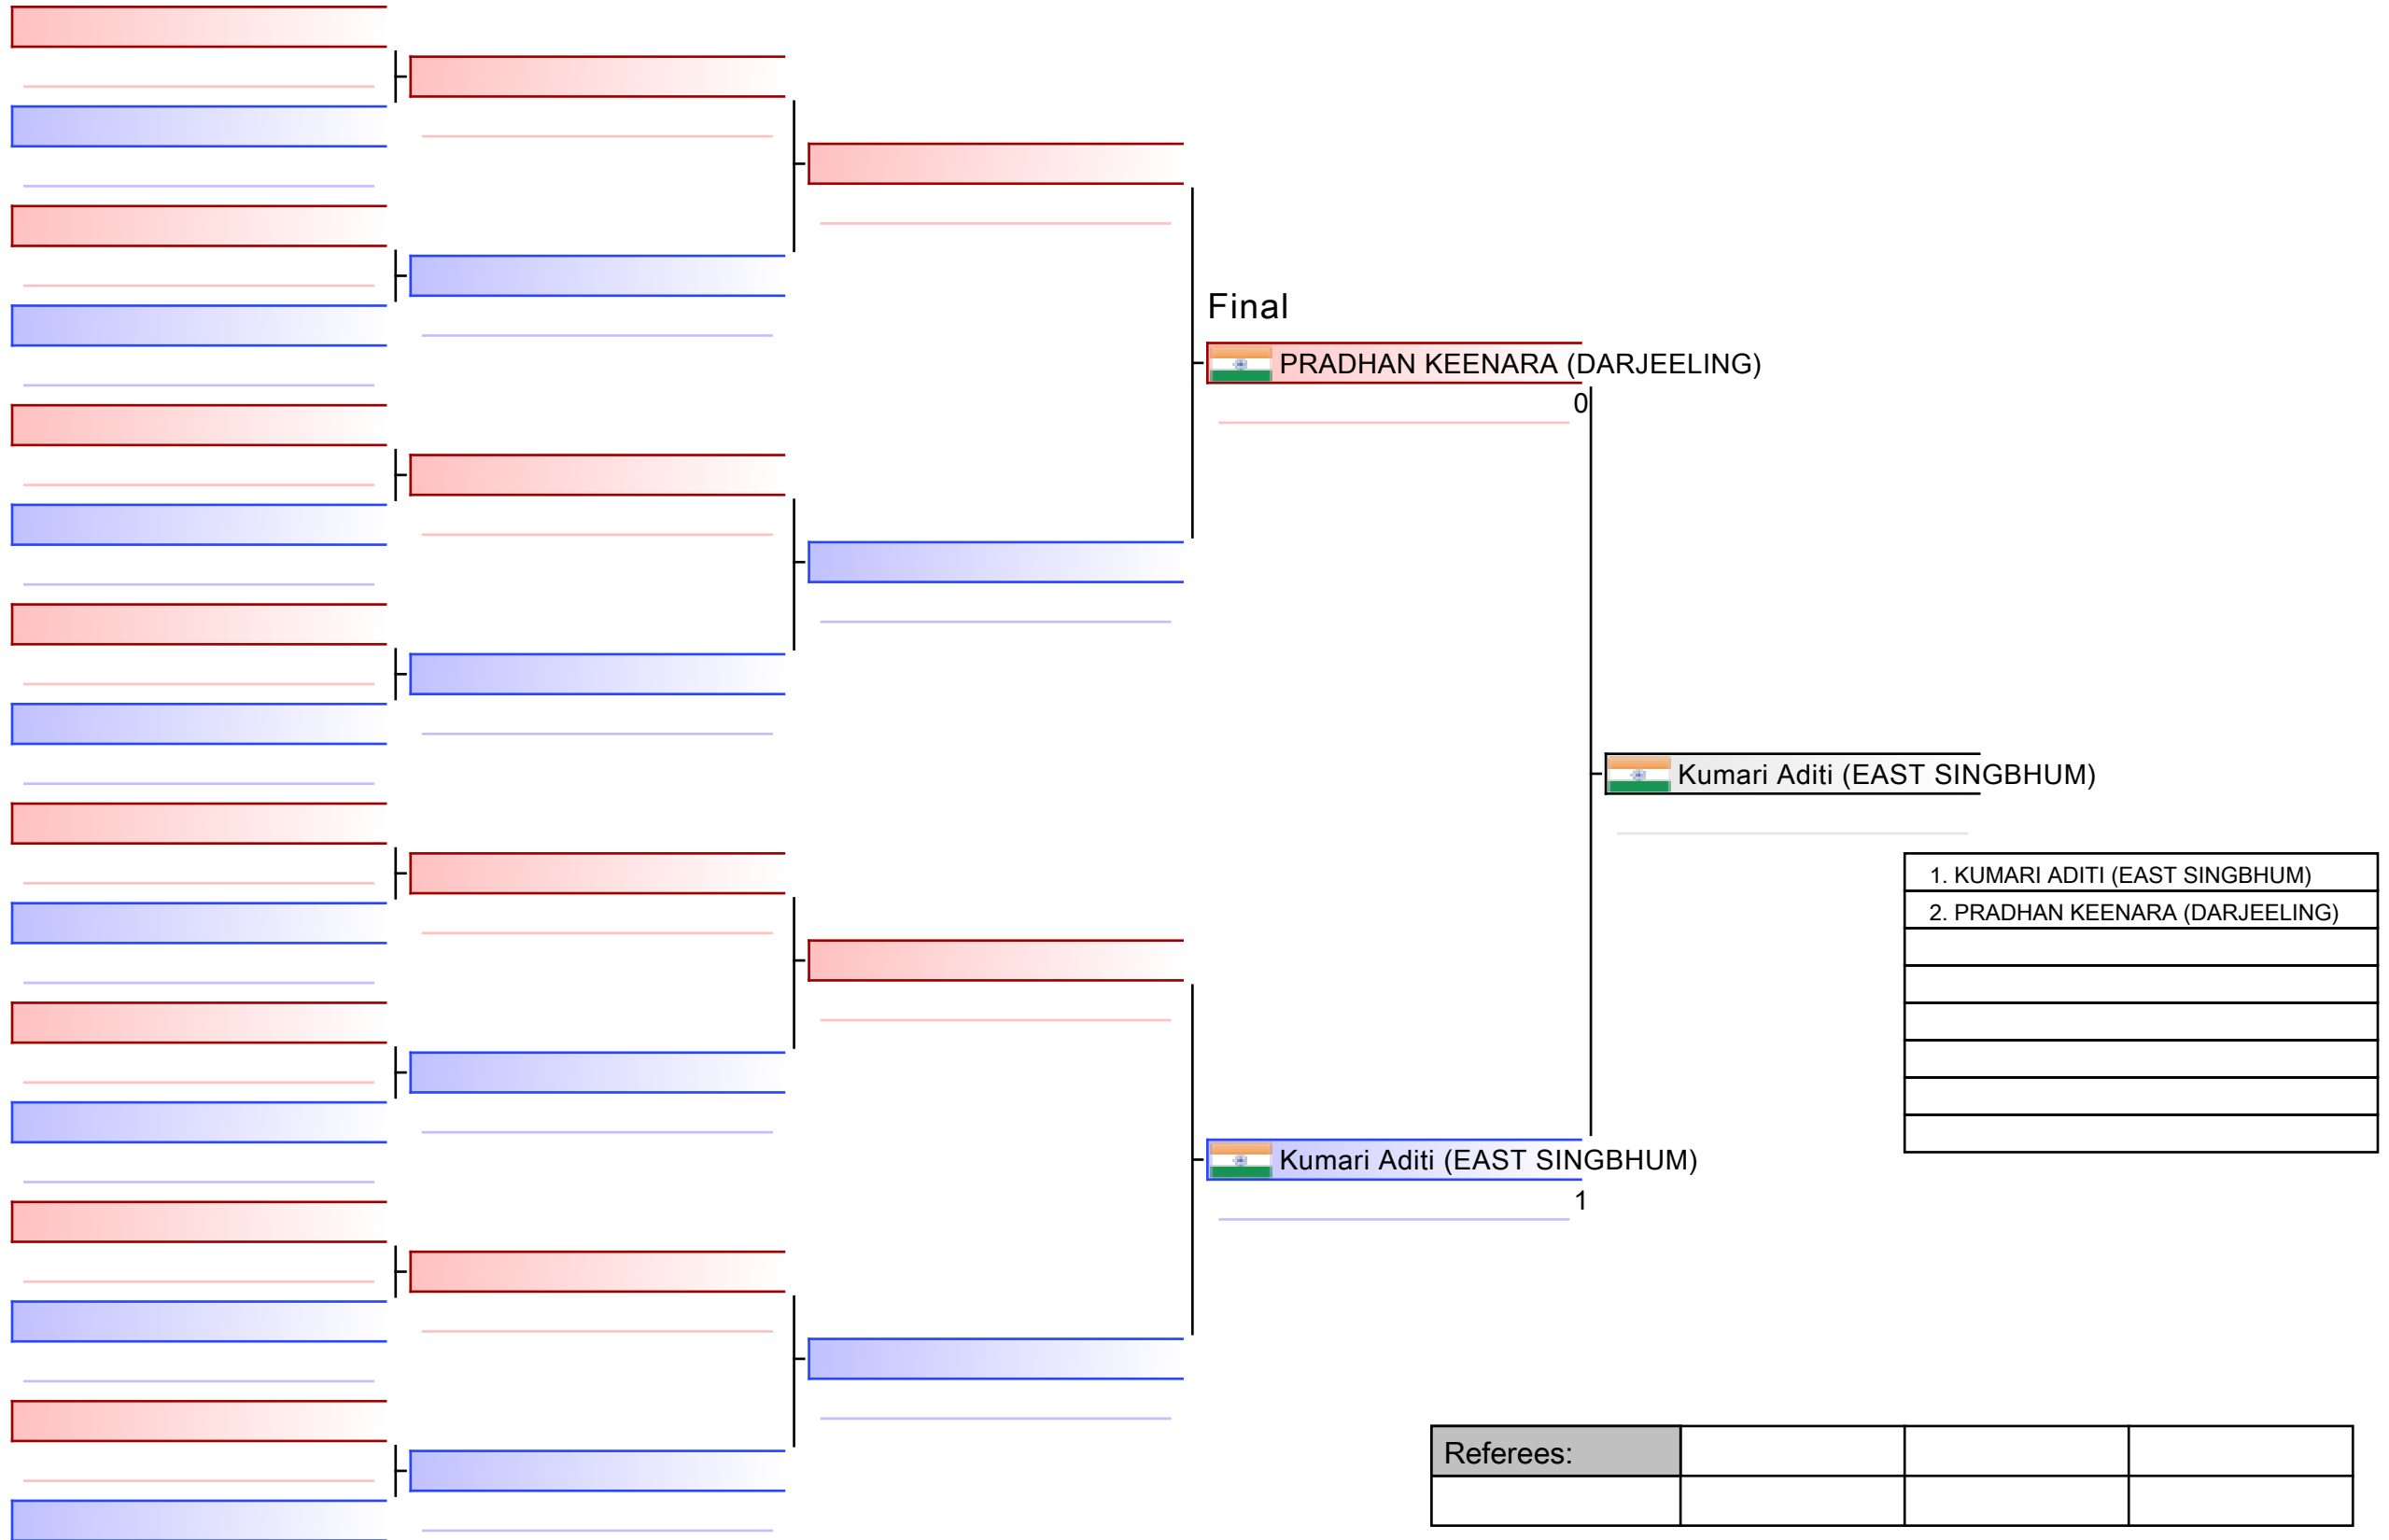 Final
PRADHAN KEENARA (DARJEELING)
0
Kumari Aditi (EAST SINGBHUM)
1. KUMARI ADITI (EAST SINGBHUM)
2. PRADHAN KEENARA (DARJEELING)
Kumari Aditi (EAST SINGBHUM)
1
Referees: